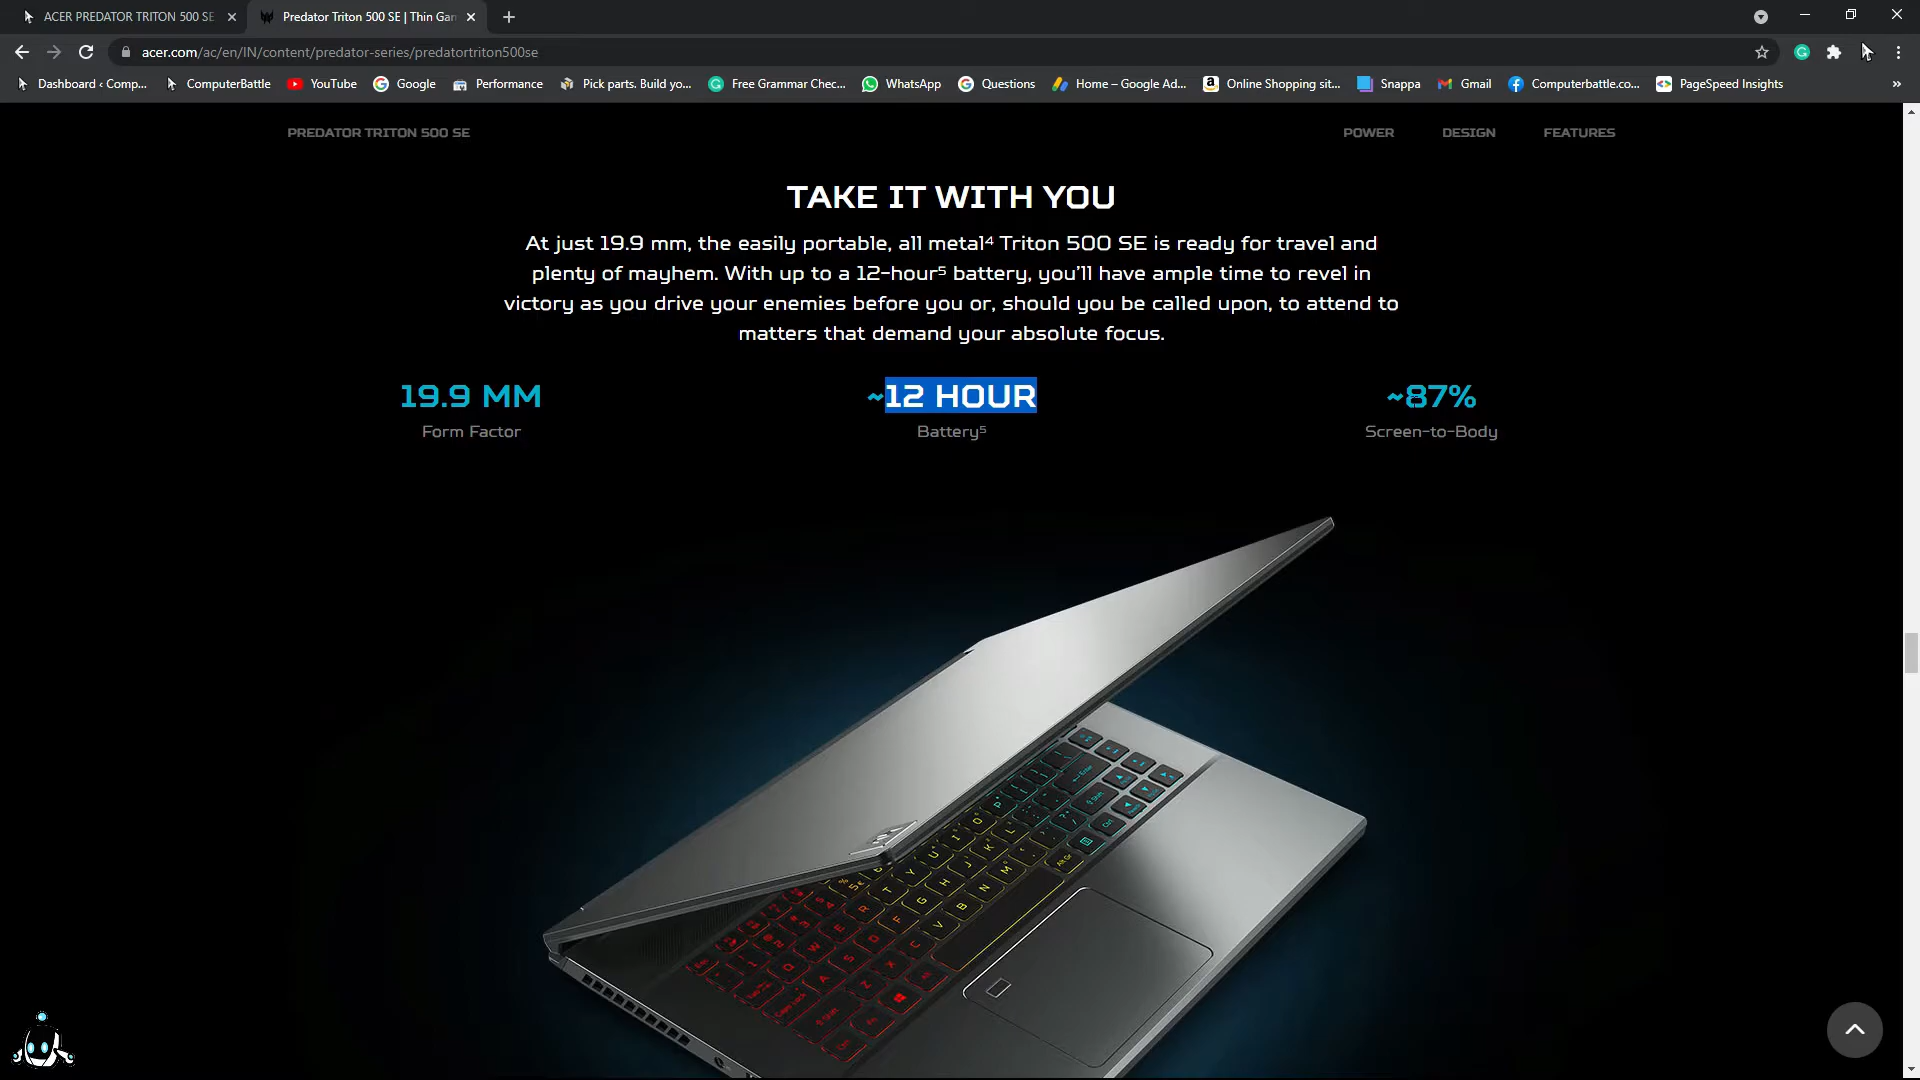 ACER PREDATOR TRITON 500 SE
Predator Triton 500 SE | Thin Gam
acer.com/ac/en/IN/content/predator-series/predatortriton500se
Dashboard ‹ Comp...
ComputerBattle
YouTube
Google
Performance
Pick parts. Build yo...
Free Grammar Chec...
WhatsApp
Questions
Home – Google Ad...
Online Shopping sit...
Snappa
Gmail
Computerbattle.co...
PageSpeed Insights
»
PREDATOR TRITON 500 SE
POWER
DESIGN
FEATURES
TAKE IT WITH YOU
At just 19.9 mm, the easily portable, all metal⁴ Triton 500 SE is ready for travel and
plenty of mayhem. With up to a 12-hour⁵ battery, you'll have ample time to revel in
victory as you drive your enemies before you or, should you be called upon, to attend to
matters that demand your absolute focus.
19.9 MM
~12 HOUR
~87%
Form Factor
Battery⁵
Screen-to-Body